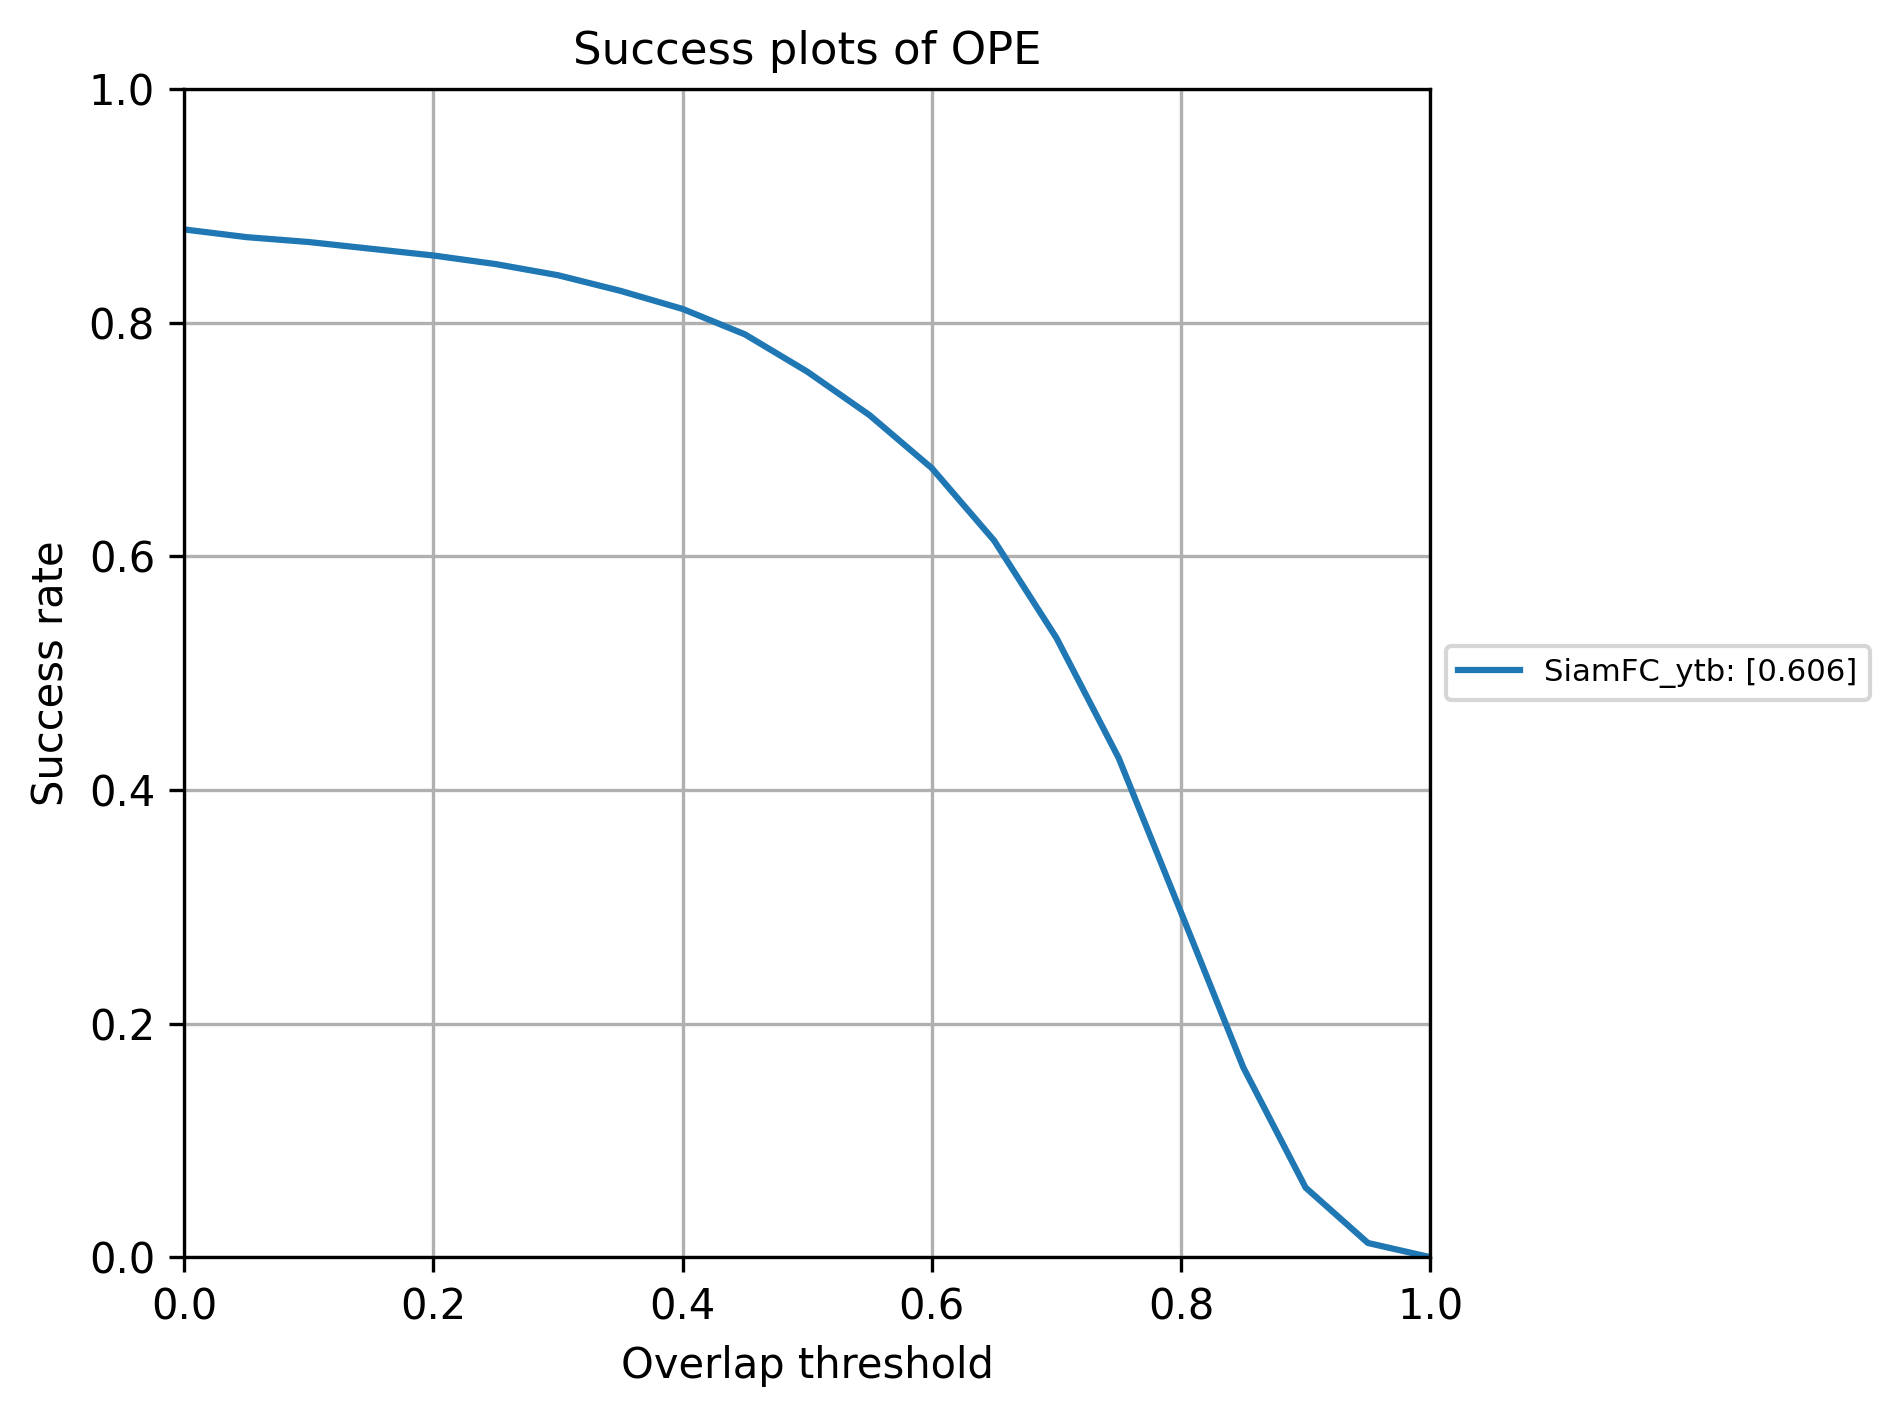 Success plots of OPE
1.0
0.8
0.6
0.4
0.2
0.0
Success rate
0.0 0.2 0.4 0.6 0.8 1.0
Overlap threshold
SiamFC_ytb: [0.606]